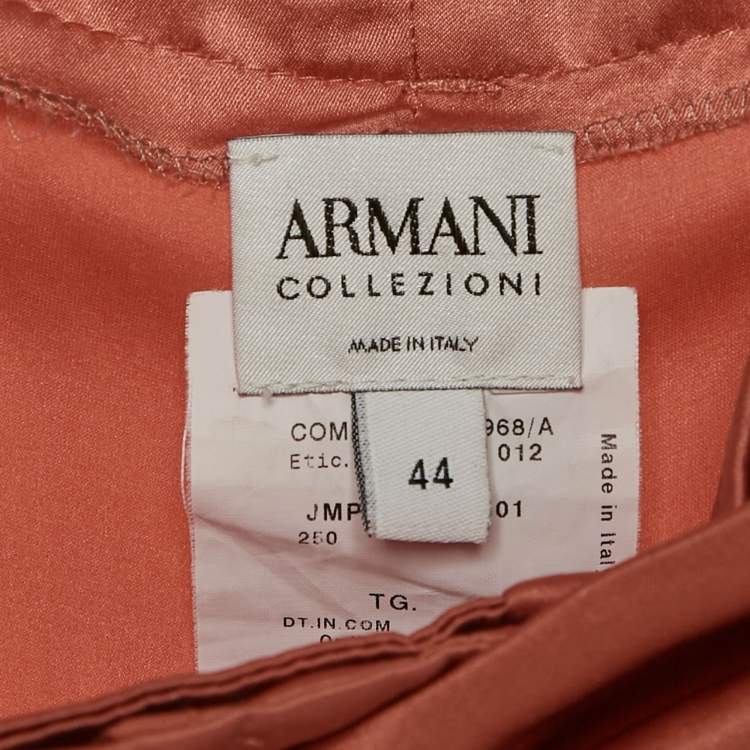 ARMANI
COLLEZIONI
MADE IN ITALY
44
COM 968/A
Etic. 012
JMP 01
250
TG.
DT.IN.COM
Made in Ital